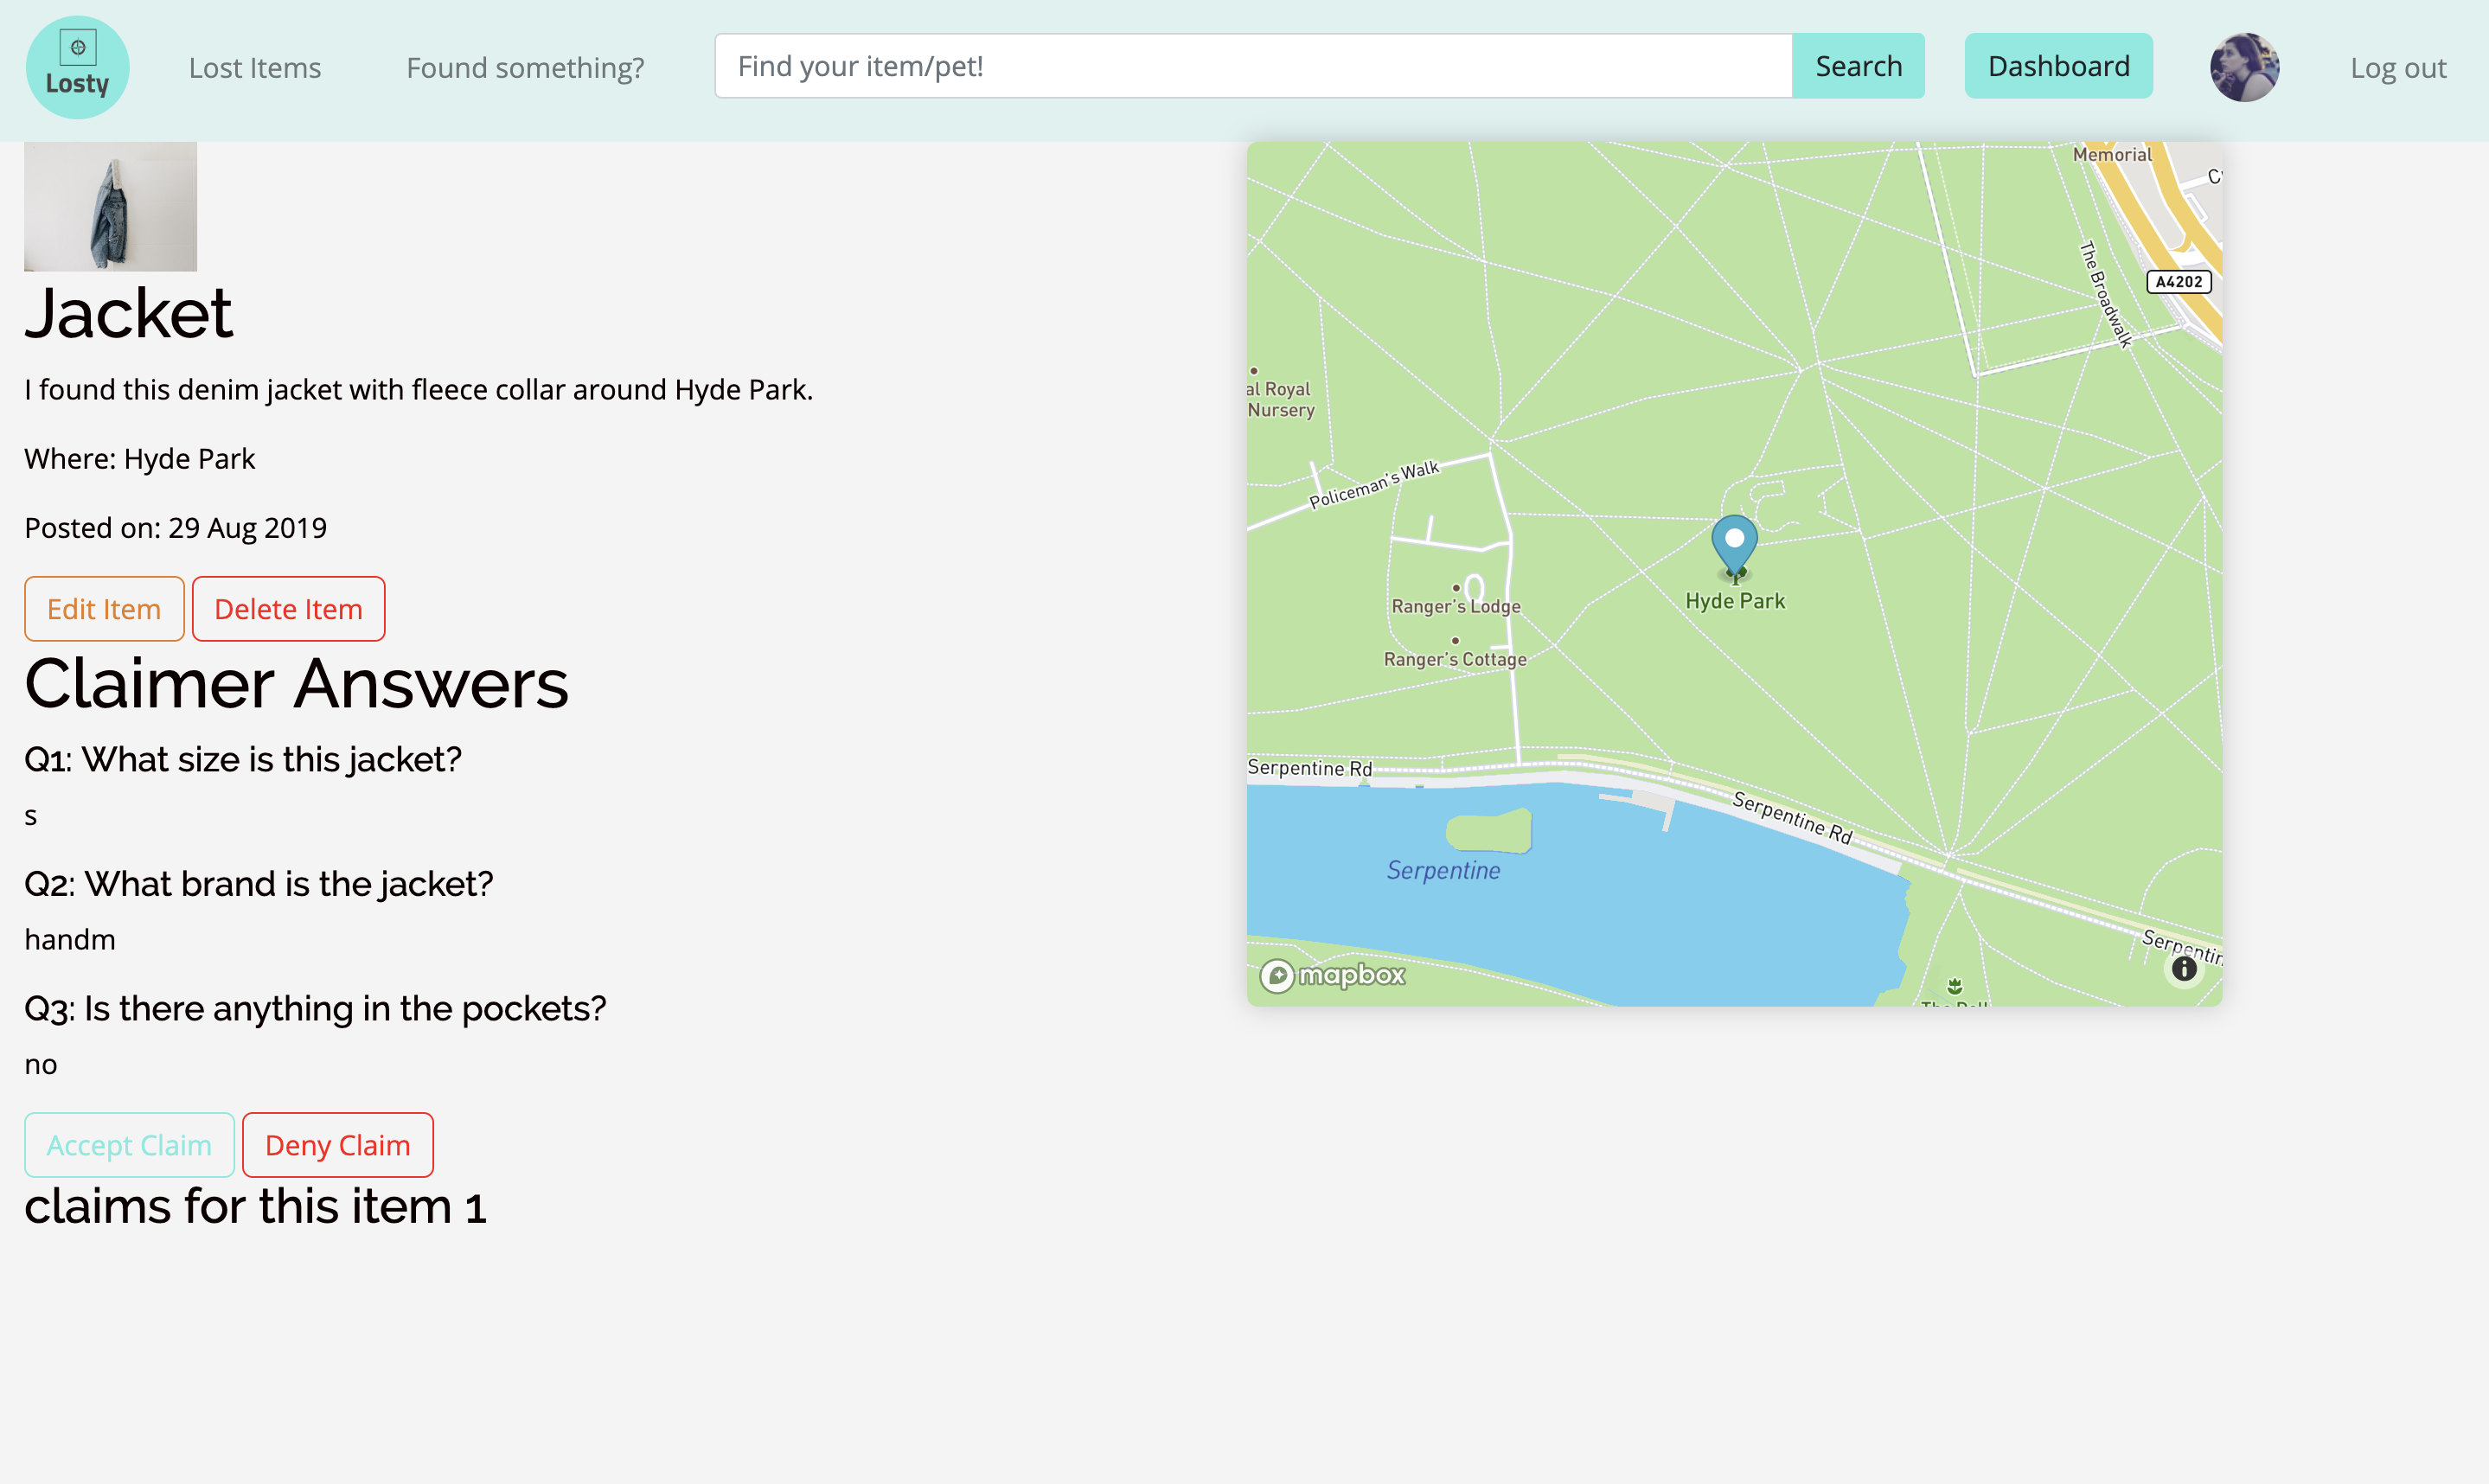 Losty
Lost Items
Found something?
Find your item/pet!
Search
Dashboard
Log out
Jacket
I found this denim jacket with fleece collar around Hyde Park.
Where: Hyde Park
Posted on: 29 Aug 2019
Edit Item
Delete Item
Claimer Answers
Q1: What size is this jacket?
s
Q2: What brand is the jacket?
handm
Q3: Is there anything in the pockets?
no
Accept Claim
Deny Claim
claims for this item 1
Memorial
The Broadwalk
A4202
al Royal
Nursery
Policeman's Walk
Hyde Park
Ranger's Lodge
Ranger's Cottage
Serpentine Rd
Serpentine Rd
Serpentine
Serpentin
mapbox